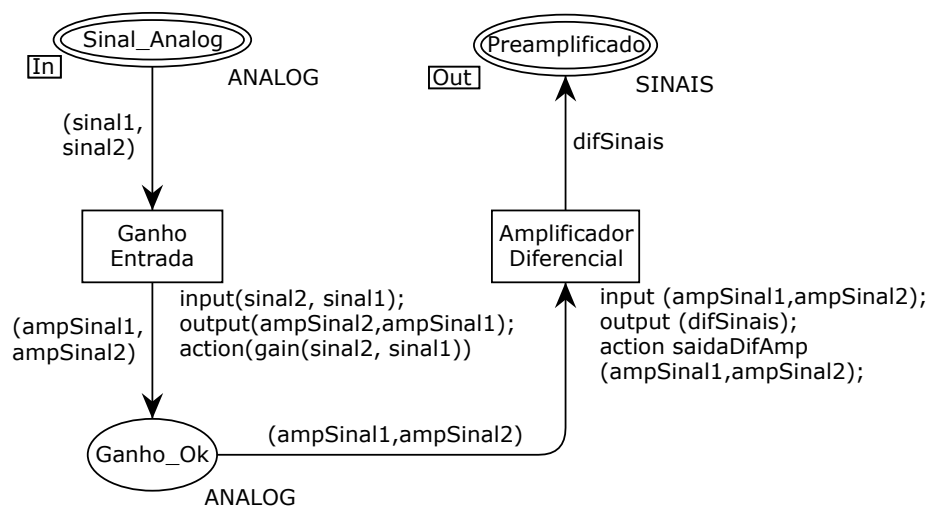 Sinal_Analog
In
ANALOG
(sinal1,
sinal2)
Ganho
Entrada
input(sinal2, sinal1);
output(ampSinal2,ampSinal1);
action(gain(sinal2, sinal1))
(ampSinal1,
ampSinal2)
Ganho_Ok
ANALOG
(ampSinal1,ampSinal2)
Amplificador
Diferencial
input (ampSinal1,ampSinal2);
output (difSinais);
action saidaDifAmp
(ampSinal1,ampSinal2);
difSinais
Preamplificado
Out
SINAIS